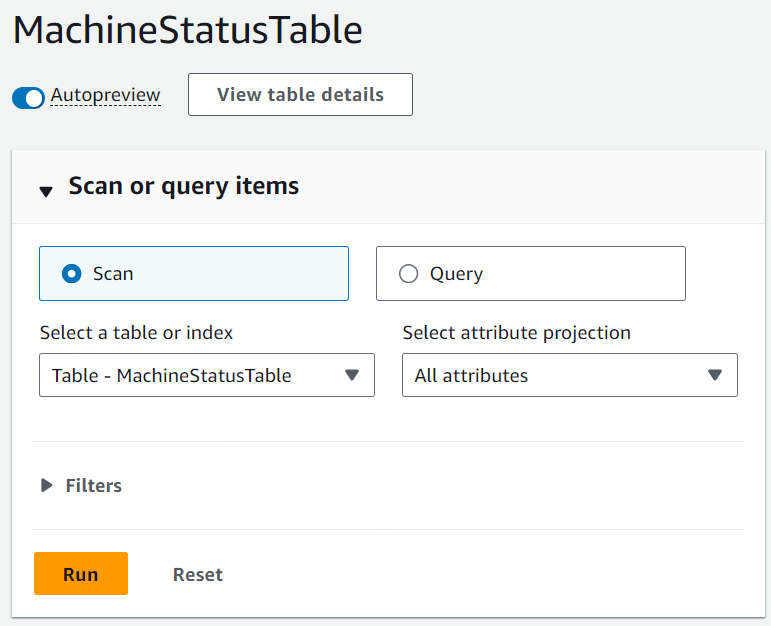 MachineStatusTable
Autopreview View table details
Scan or query items
Scan Query
Select a table or index Select attribute projection
Table - MachineStatusTable All attributes
Filters
Run Reset